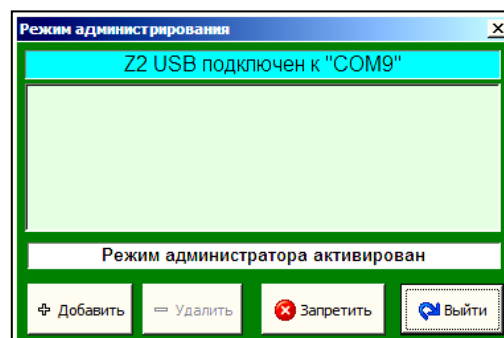 Режим администрирования
Z2 USB подключен к "COM9"
Режим администратора активирован
Добавить Удалить Запретить Выйти